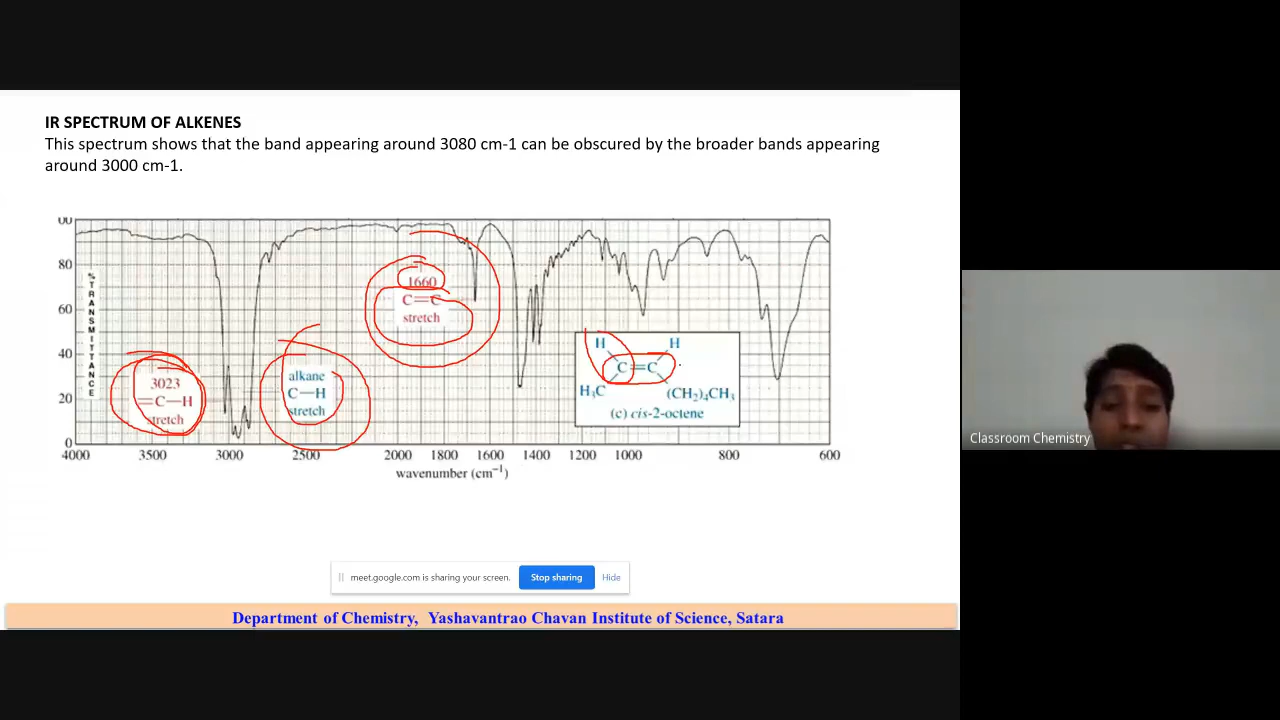 IR SPECTRUM OF ALKENES
This spectrum shows that the band appearing around 3080 cm-1 can be obscured by the broader bands appearing
around 3000 cm-1.
00
80
60
40
20
0
% TRANSMITTANCE
3023
=C—H
stretch
alkane
C—H
stretch
1660
C=C
stretch
H H
C=C
H₃C (CH₂)₄CH₃
(c) cis-2-octene
4000 3500 3000 2500 2000 1800 1600 1400 1200 1000 800 600
wavenumber (cm⁻¹)
meet.google.com is sharing your screen. Stop sharing Hide
Department of Chemistry, Yashavantrao Chavan Institute of Science, Satara
Classroom Chemistry